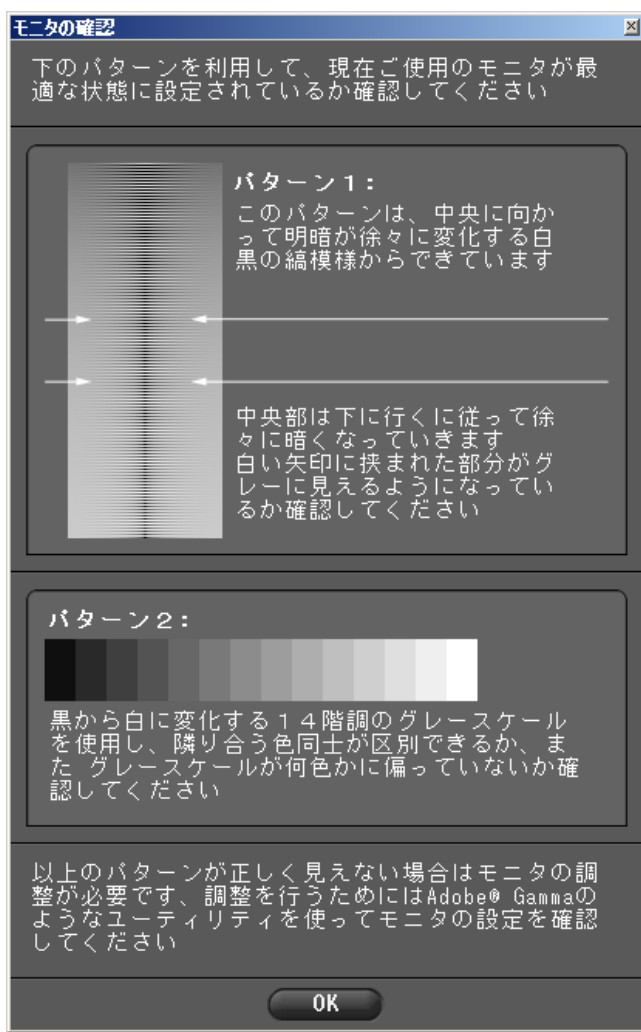 モニタの確認
下のパターンを利用して、現在ご使用のモニタが最
適な状態に設定されているか確認してください
パターン１：
このパターンは、中央に向か
って明暗が徐々に変化する白
黒の縞模様からできています
中央部は下に行くに従って徐
々に暗くなっていきます
白い矢印に挟まれた部分がグ
レーに見えるようになってい
るか確認してください
パターン２：
黒から白に変化する１４階調のグレースケール
を使用し、隣り合う色同士が区別できるか、ま
た グレースケールが何色かに偏っていないか確
認してください
以上のパターンが正しく見えない場合はモニタの調
整が必要です、調整を行うためにはAdobe® Gammaの
ようなユーティリティを使ってモニタの設定を確認
してください
OK